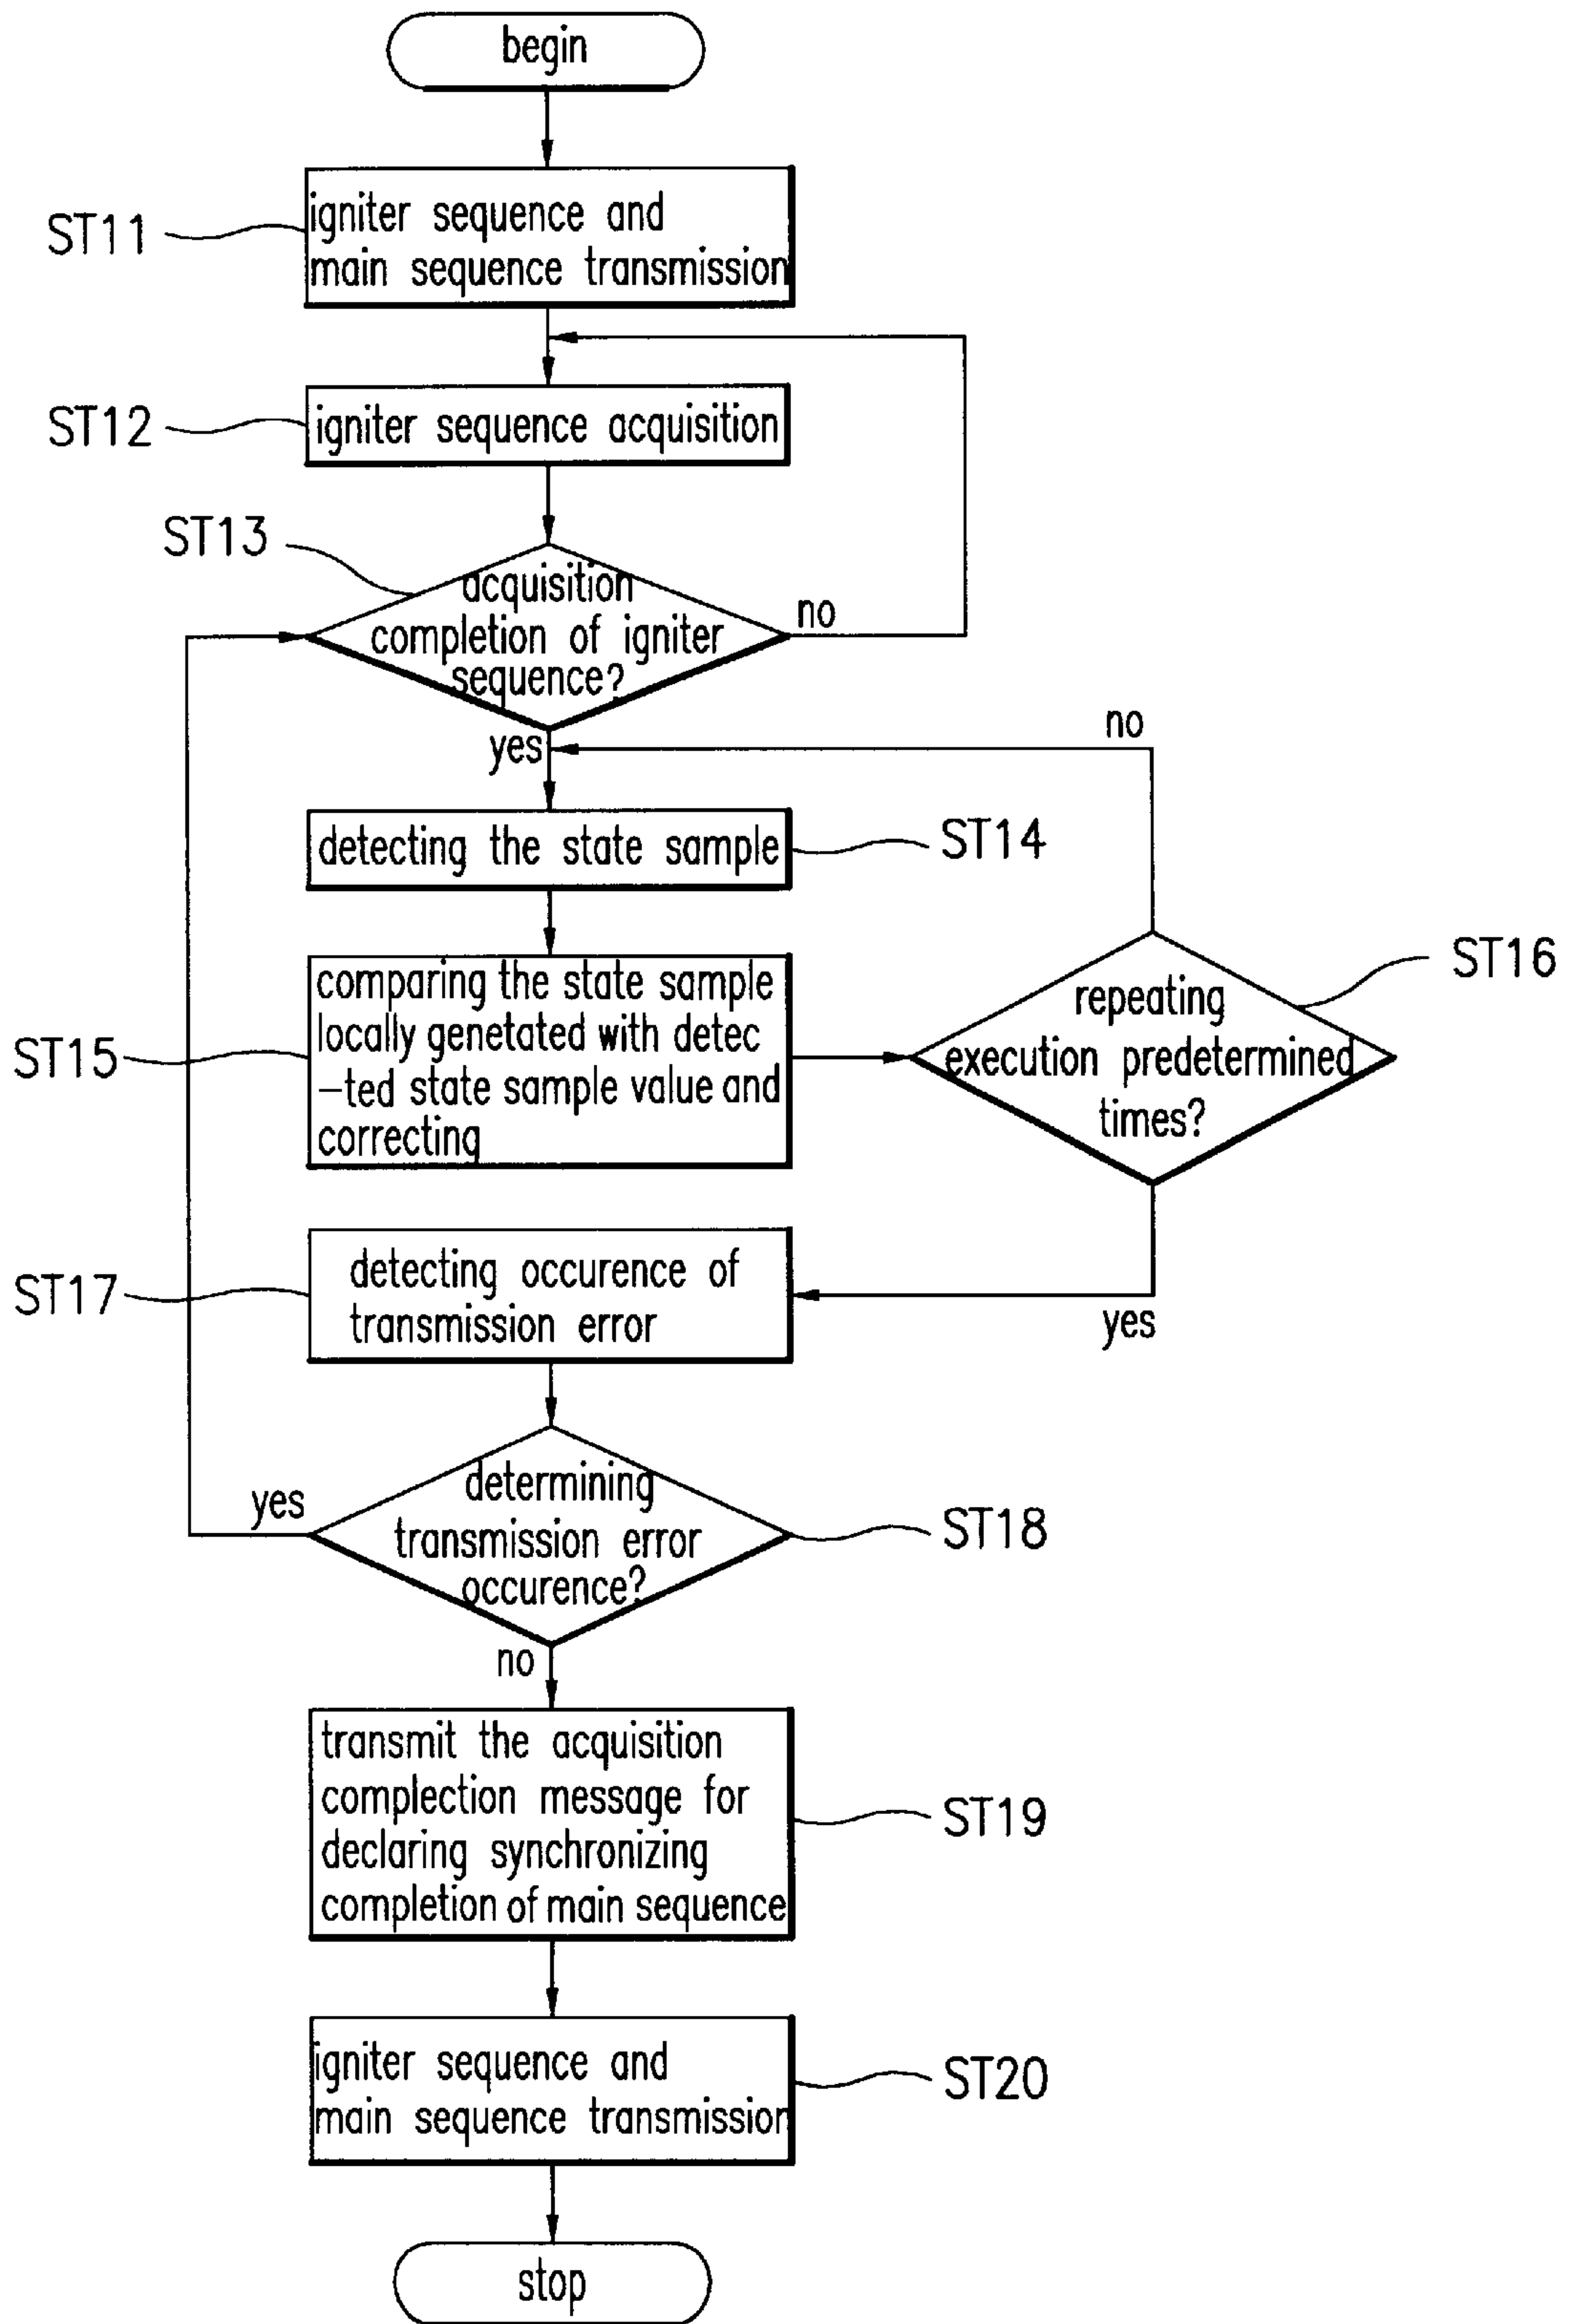 begin
ST11
igniter sequence and
main sequence transmission
ST12
igniter sequence acquisition
ST13
acquisition
completion of igniter
sequence?
no
yes
no
detecting the state sample
ST14
comparing the state sample
locally genetated with detec
-ted state sample value and
correcting
ST15
ST16
repeating
execution predetermined
times?
yes
ST17
detecting occurence of
transmission error
determining
transmission error
occurence?
yes
ST18
no
transmit the acquisition
complection message for
declaring synchronizing
completion of main sequence
ST19
igniter sequence and
main sequence transmission
ST20
stop